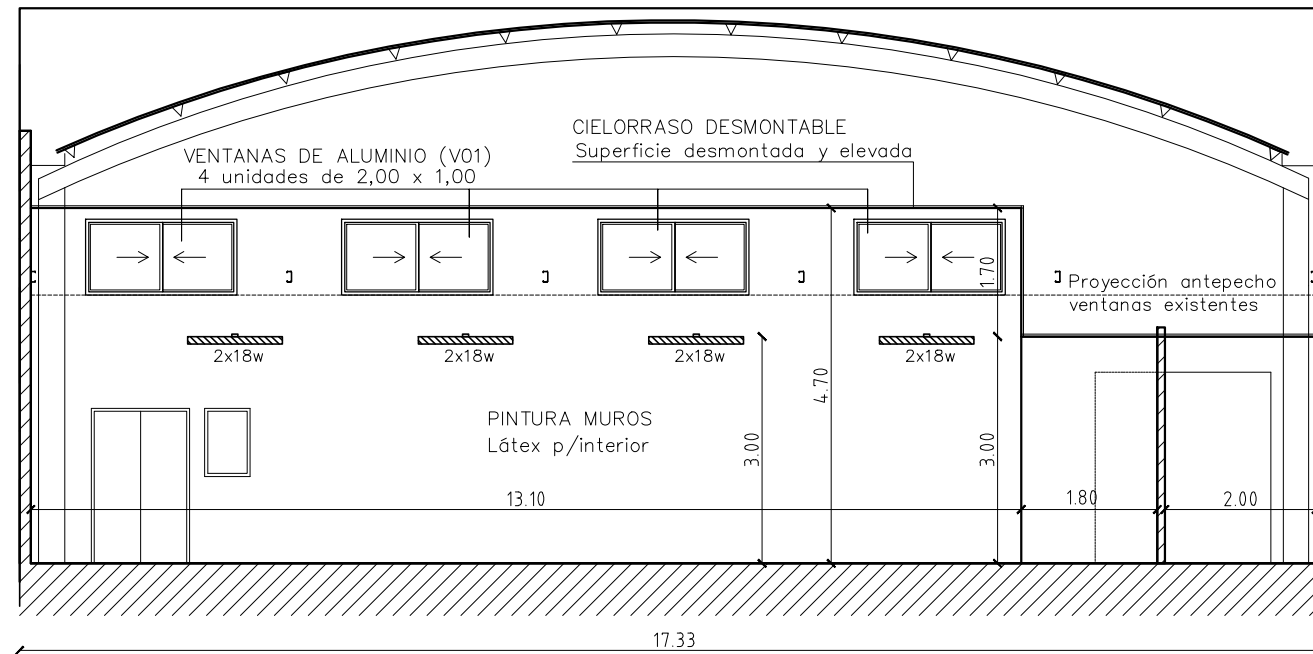 CIELORRASO DESMONTABLE
Superficie desmontada y elevada
VENTANAS DE ALUMINIO (V01)
4 unidades de 2,00 x 1,00
1.70
Proyección antepecho
ventanas existentes
2x18w
2x18w
2x18w
2x18w
4.70
PINTURA MUROS
Látex p/interior
3.00
3.00
13.10
1.80
2.00
17.33